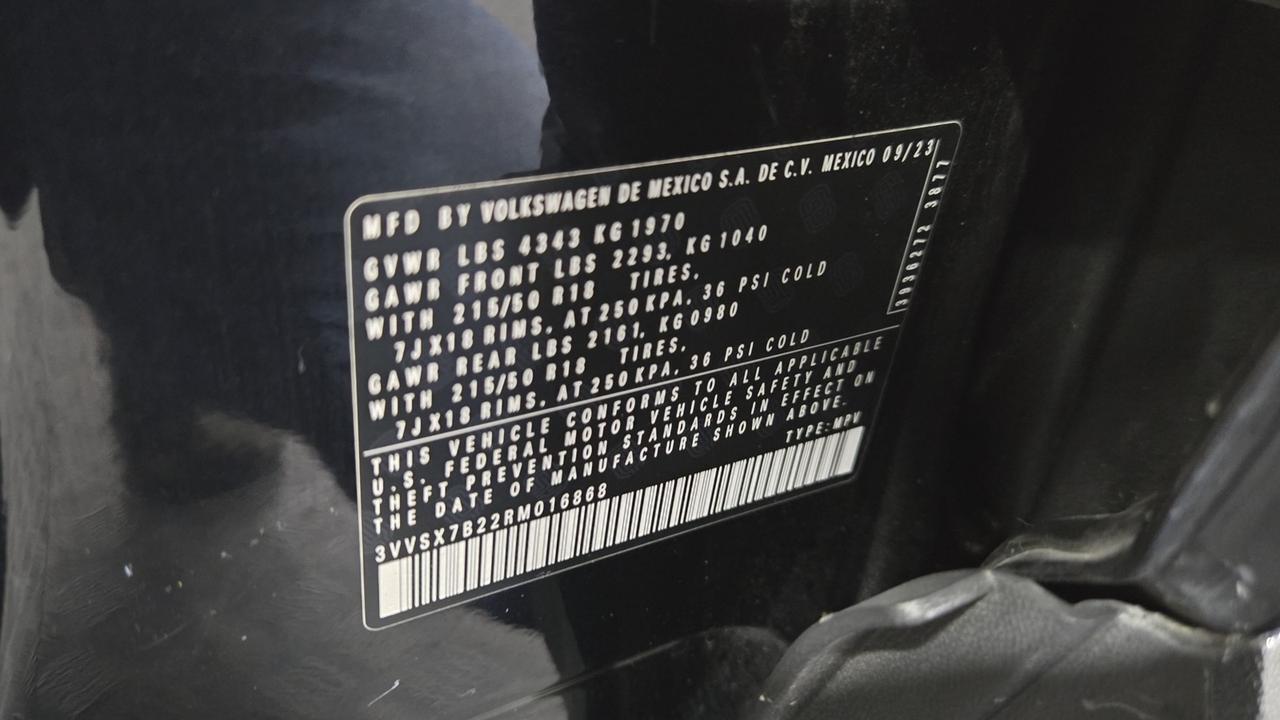 MFD BY VOLKSWAGEN DE MEXICO S.A. DE C.V. MEXICO 09/23
GVWR LBS 4343 KG 1970
GAWR FRONT LBS 2293, KG 1040
WITH 215/50 R18 TIRES,
7JX18 RIMS, AT 250 KPA, 36 PSI COLD
GAWR REAR LBS 2161, KG 0980
WITH 215/50 R18 TIRES,
7JX18 RIMS, AT 250 KPA, 36 PSI COLD
THIS VEHICLE CONFORMS TO ALL APPLICABLE
U.S. FEDERAL MOTOR VEHICLE SAFETY AND
THEFT PREVENTION STANDARDS IN EFFECT ON
THE DATE OF MANUFACTURE SHOWN ABOVE.
TYPE:MPV
3VVSX7B22RM016868
3936272 3877